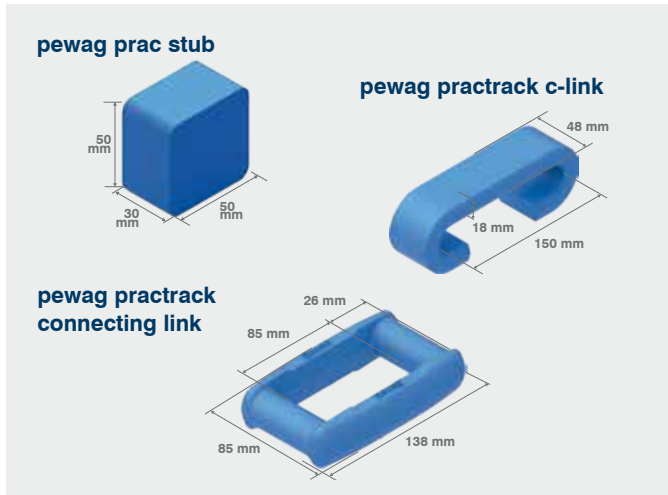 pewag prac stub
50
mm
30
mm
50
mm
pewag practrack c-link
48 mm
18 mm
150 mm
pewag practrack
connecting link
26 mm
85 mm
85 mm
138 mm